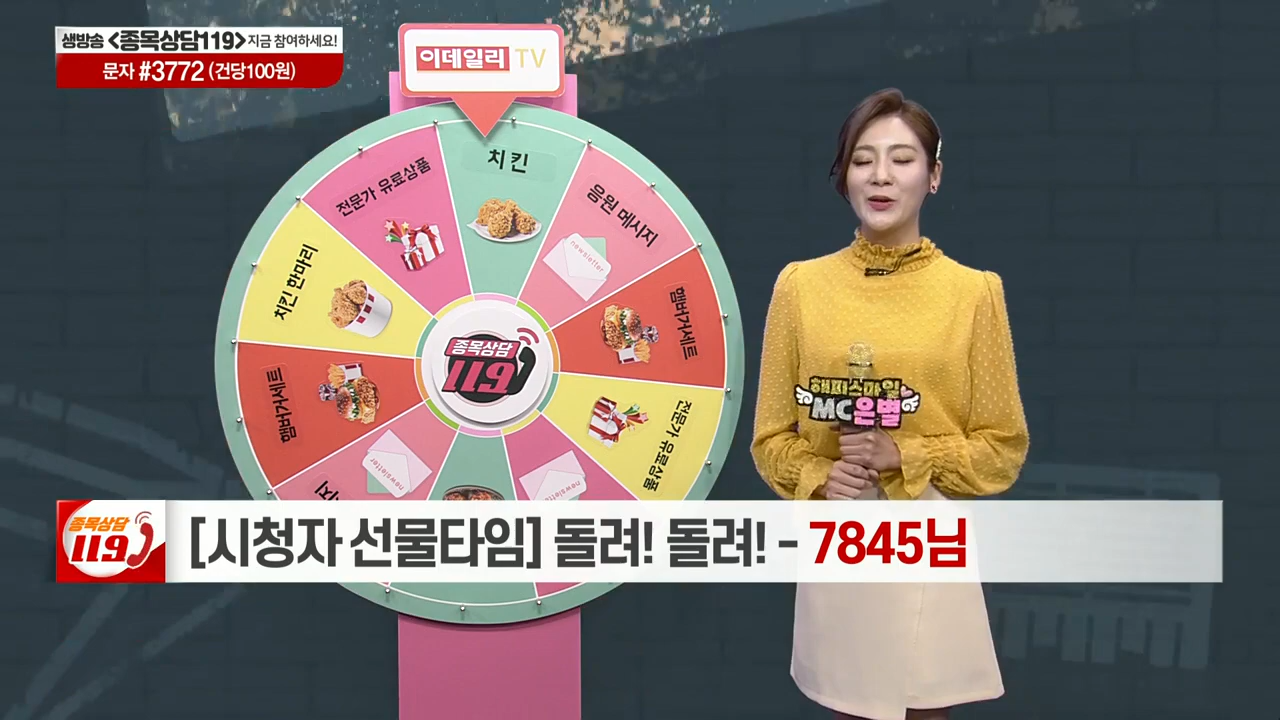 생방송 <종목상담119> 지금 참여하세요!
문자 #3772 (건당100원)
이데일리 TV
치킨
전문가 유료상품
응원 메시지
newsletter
치킨 한마리
햄버거세트
종목상담
119
햄버거세트
전문가 유료상품
newsletter
newsletter
해피스마일
MC은별
종목상담
119
[시청자 선물타임] 돌려! 돌려! - 7845님